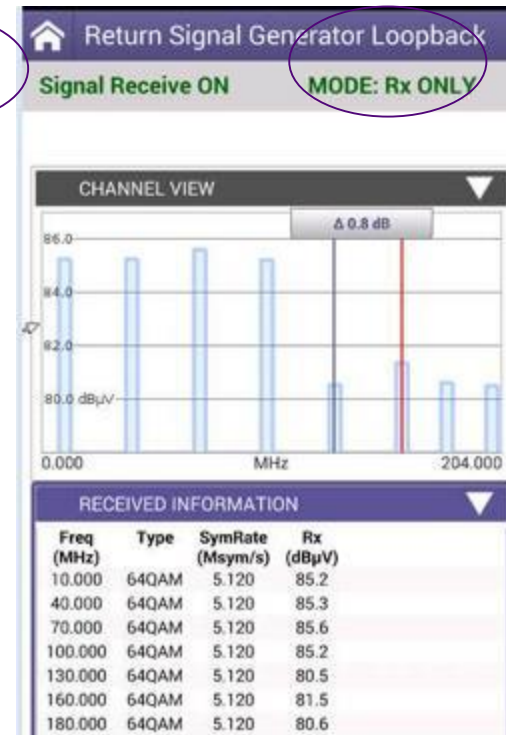 Return Signal Generator Loopback
Signal Receive ON MODE: Rx ONLY
CHANNEL VIEW
Δ 0.8 dB
86.0
84.0
82.0
80.0 dBµV
0.000 MHz 204.000
RECEIVED INFORMATION
Freq Type SymRate Rx
(MHz) (Msym/s) (dBµV)
10.000 64QAM 5.120 85.2
40.000 64QAM 5.120 85.3
70.000 64QAM 5.120 85.6
100.000 64QAM 5.120 85.2
130.000 64QAM 5.120 80.5
160.000 64QAM 5.120 81.5
180.000 64QAM 5.120 80.6